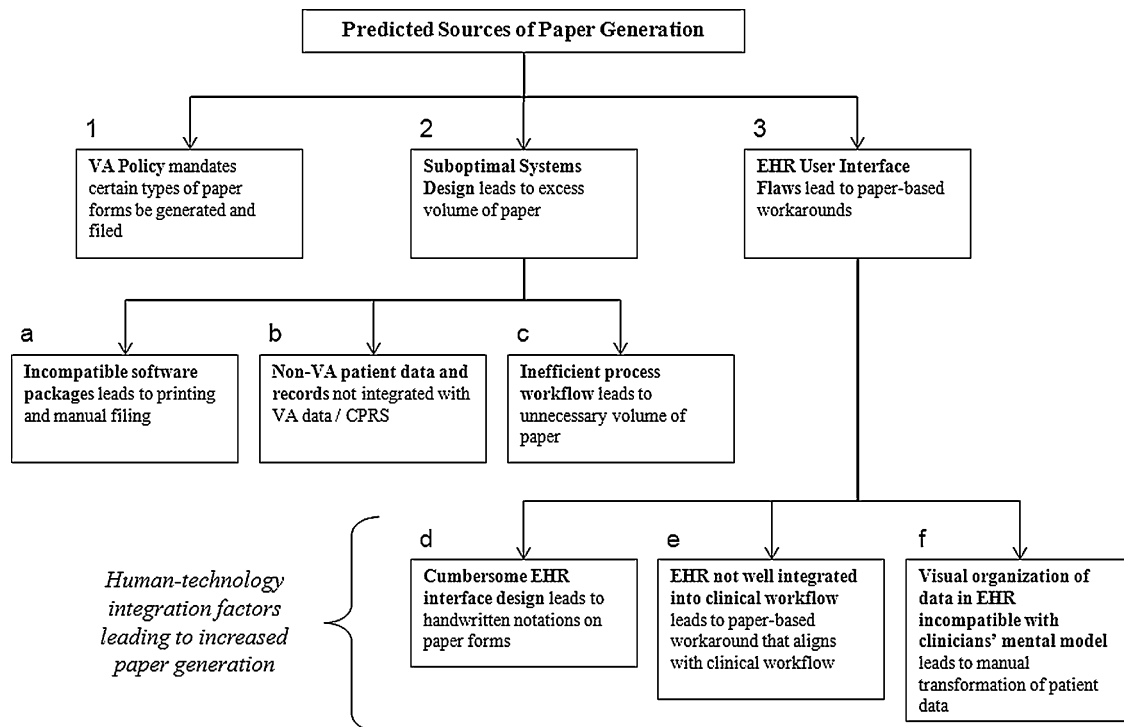 Predicted Sources of Paper Generation
1
VA Policy mandates
certain types of paper
forms be generated and
filed
2
Suboptimal Systems
Design leads to excess
volume of paper
3
EHR User Interface
Flaws lead to paper-based
workarounds
a
Incompatible software
packages leads to printing
and manual filing
b
Non-VA patient data and
records not integrated with
VA data / CPRS
c
Inefficient process
workflow leads to
unnecessary volume of
paper
Human-technology
integration factors
leading to increased
paper generation
d
Cumbersome EHR
interface design leads to
handwritten notations on
paper forms
e
EHR not well integrated
into clinical workflow
leads to paper-based
workaround that aligns
with clinical workflow
f
Visual organization of
data in EHR
incompatible with
clinicians' mental model
leads to manual
transformation of patient
data